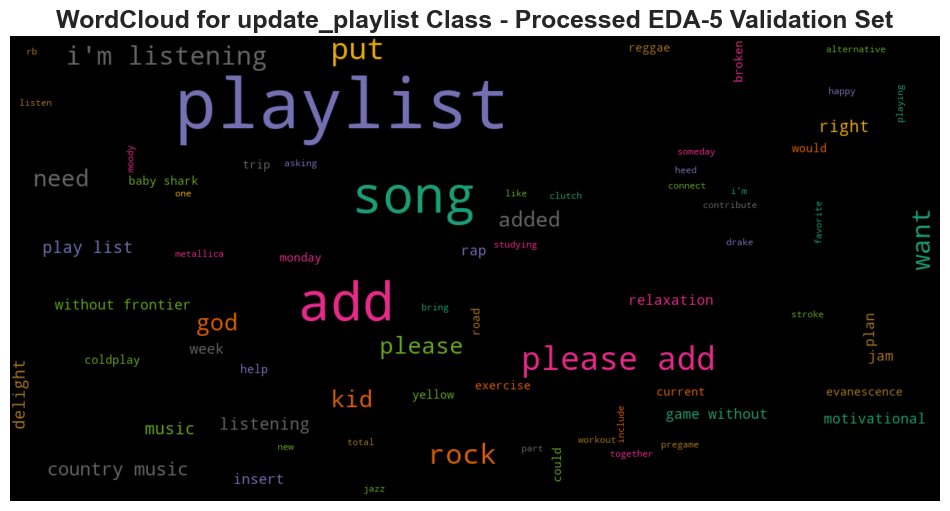 WordCloud for update_playlist Class - Processed EDA-5 Validation Set
put
reggae
alternative
rb
i'm listening
broken
playlist
happy
listen
playing
right
moody
trip
asking
someday
would
need
baby shark
heed
one
song
like
clutch
connect
i'm
contribute
added
favorite
want
play list
metallica
monday
rap
studying
drake
without frontier
add
bring
relaxation
god
road
stroke
plan
week
please
coldplay
help
please add
jam
delight
kid
yellow
exercise
current
evanescence
music
listening
include
game without
motivational
new
total
rock
part
could
workout
together
pregame
country music
insert
jazz